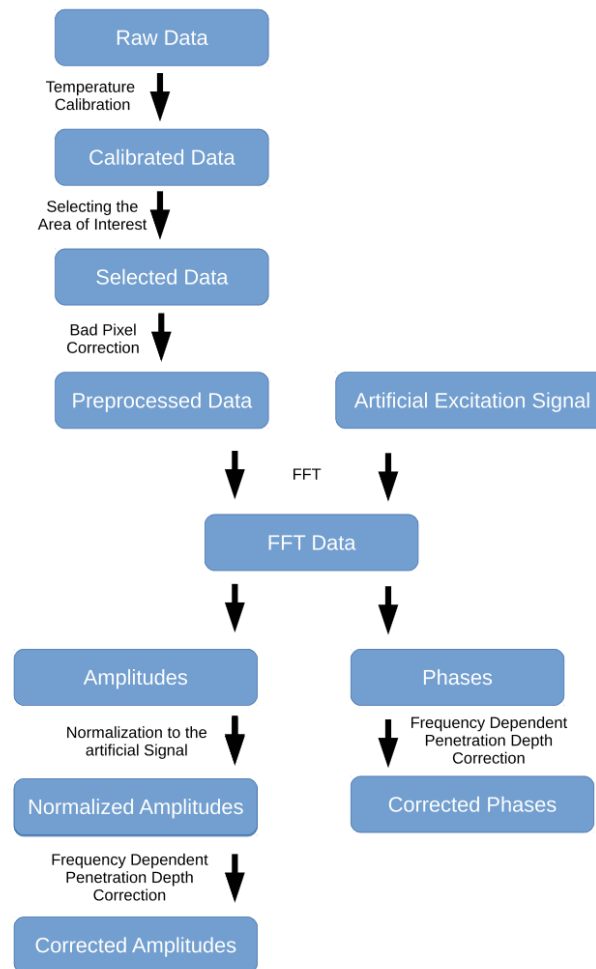 Raw Data
Temperature
Calibration
Calibrated Data
Selecting the
Area of Interest
Selected Data
Bad Pixel
Correction
Preprocessed Data
Artificial Excitation Signal
FFT
FFT Data
Amplitudes
Phases
Normalization to the
artificial Signal
Frequency Dependent
Penetration Depth
Correction
Normalized Amplitudes
Corrected Phases
Frequency Dependent
Penetration Depth
Correction
Corrected Amplitudes